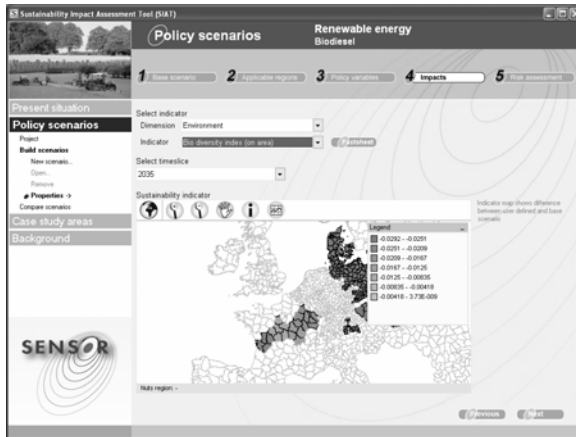 Sustainability Impact Assessment Tool (SIAT)
Policy scenarios
Renewable energy
Biodiesel
1 Base scenario
2 Applicable regions
3 Policy variables
4 Impacts
5 Risk assessment
Present situation
Policy scenarios
Project
Build scenarios
New scenario...
Open...
Remove
Properties ->
Compare scenarios
Case study areas
Background
SENSOR
Select indicator
Dimension Environment
Indicator Bio diversity index (on area) Factsheet
Select timeslice
2035
Sustainability indicator
Indicator map shows difference
between user defined and base
scenario
Legend
-0.0292 - -0.0251
-0.0251 - -0.0209
-0.0209 - -0.0167
-0.0167 - -0.0125
-0.0125 - -0.00835
-0.00835 - -0.00418
-0.00418 - 3.73E-009
Nuts region: -
Previous
Next